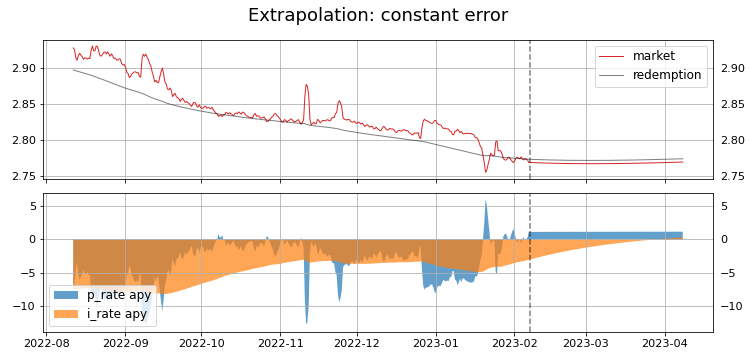 Extrapolation: constant error
2.90
2.85
2.80
2.75
market
redemption
2.90
2.85
2.80
2.75
5
0
−5
−10
p_rate apy
i_rate apy
5
0
−5
−10
2022-08 2022-09 2022-10 2022-11 2022-12 2023-01 2023-02 2023-03 2023-04